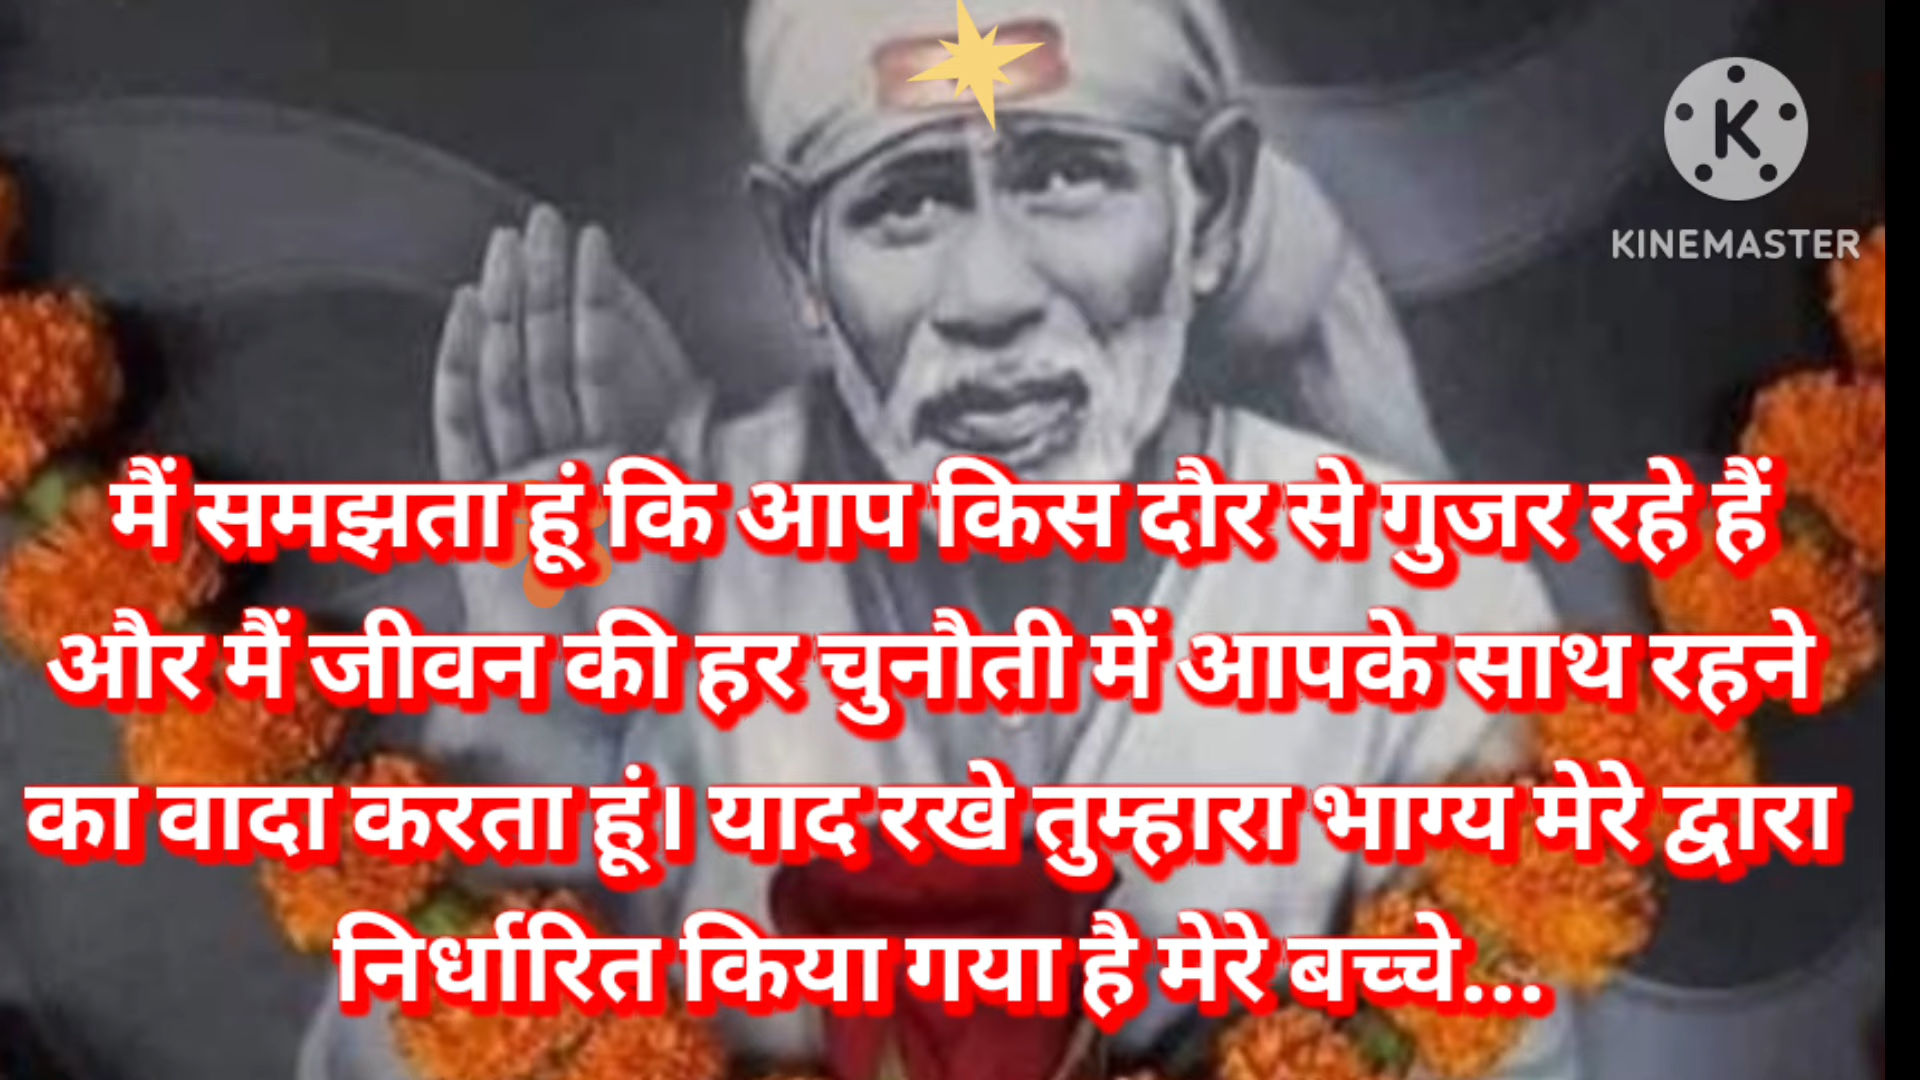 K
KINEMASTER
मैं समझता हूं कि आप किस दौर से गुजर रहे हैं
और मैं जीवन की हर चुनौती में आपके साथ रहने
का वादा करता हूं। याद रखे तुम्हारा भाग्य मेरे द्वारा
निर्धारित किया गया है मेरे बच्चे...